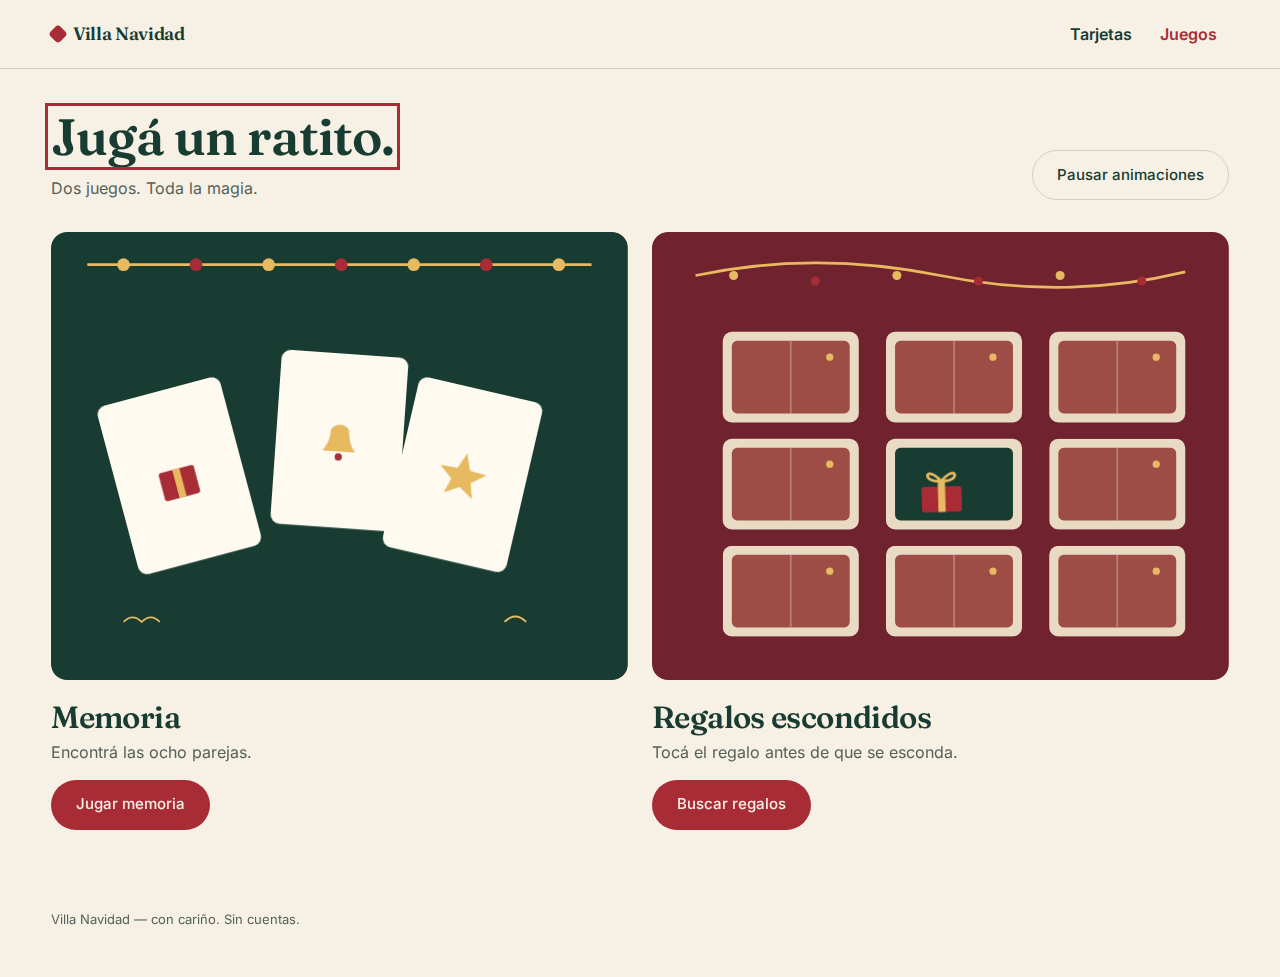 Villa Navidad
Tarjetas
Juegos
Jugá un ratito.
Dos juegos. Toda la magia.
Pausar animaciones
Memoria
Encontrá las ocho parejas.
Jugar memoria
Regalos escondidos
Tocá el regalo antes de que se esconda.
Buscar regalos
Villa Navidad — con cariño. Sin cuentas.